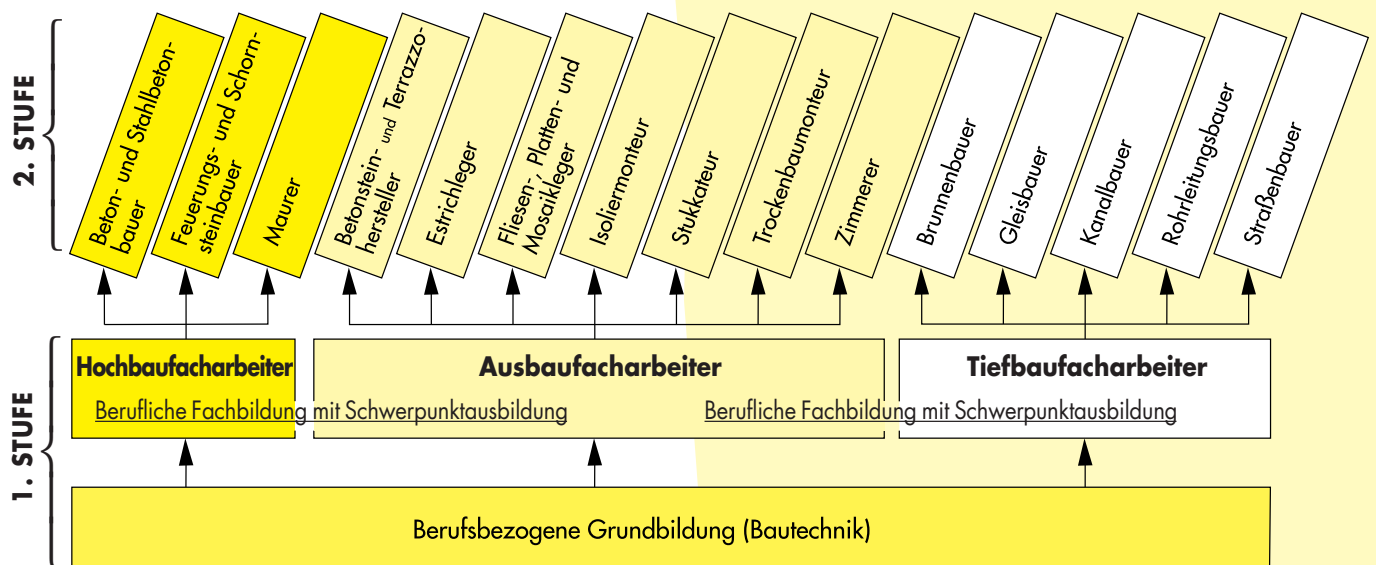 2. STUFE
Beton- und Stahlbeton-
bauer
Feuerungs- und Schorn-
steinbauer
Maurer
Betonstein- und Terrazzo-
hersteller
Estrichleger
Fliesen-, Platten- und
Mosaikleger
Isoliermonteur
Stukkateur
Trockenbaumonteur
Zimmerer
Brunnenbauer
Gleisbauer
Kanalbauer
Rohrleitungsbauer
Straßenbauer
1. STUFE
Hochbaufacharbeiter
Ausbaufacharbeiter
Tiefbaufacharbeiter
Berufliche Fachbildung mit Schwerpunktausbildung
Berufliche Fachbildung mit Schwerpunktausbildung
Berufsbezogene Grundbildung (Bautechnik)